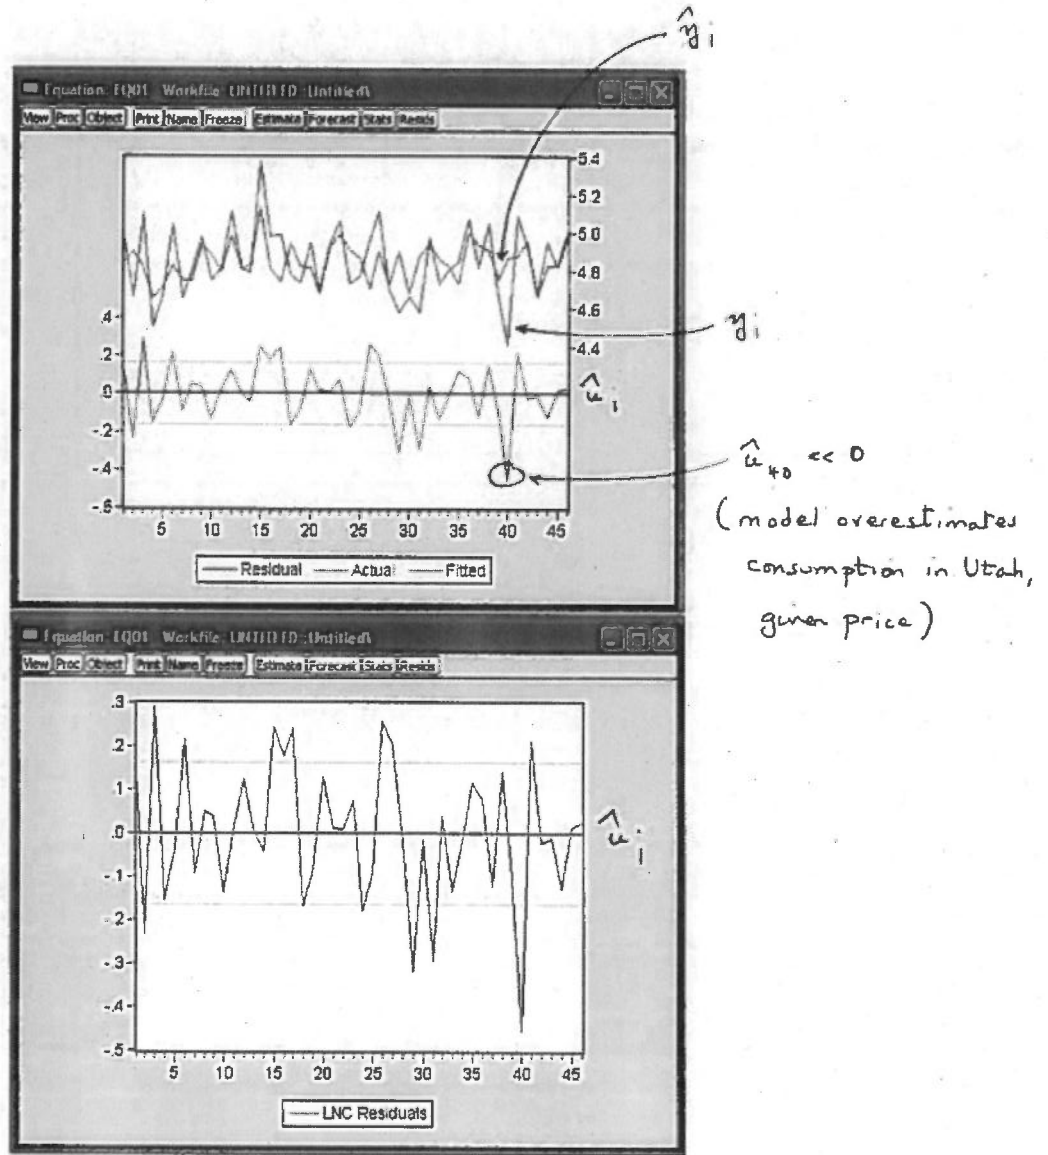 ŷᵢ
Equation: EQ01 Workfile: UNTITLED::Untitled\
View Proc Object Print Name Freeze Estimate Forecast Stats Resids
5.4
5.2
5.0
4.8
4.6
4.4
.4
.2
.0
-.2
-.4
-.6
yᵢ
ûᵢ
û₄₀ << 0
(model overestimates
consumption in Utah,
given price)
5 10 15 20 25 30 35 40 45
Residual Actual Fitted
Equation: EQ01 Workfile: UNTITLED::Untitled\
View Proc Object Print Name Freeze Estimate Forecast Stats Resids
.3
.2
.1
.0
-.1
-.2
-.3
-.4
-.5
ûᵢ
5 10 15 20 25 30 35 40 45
LNC Residuals